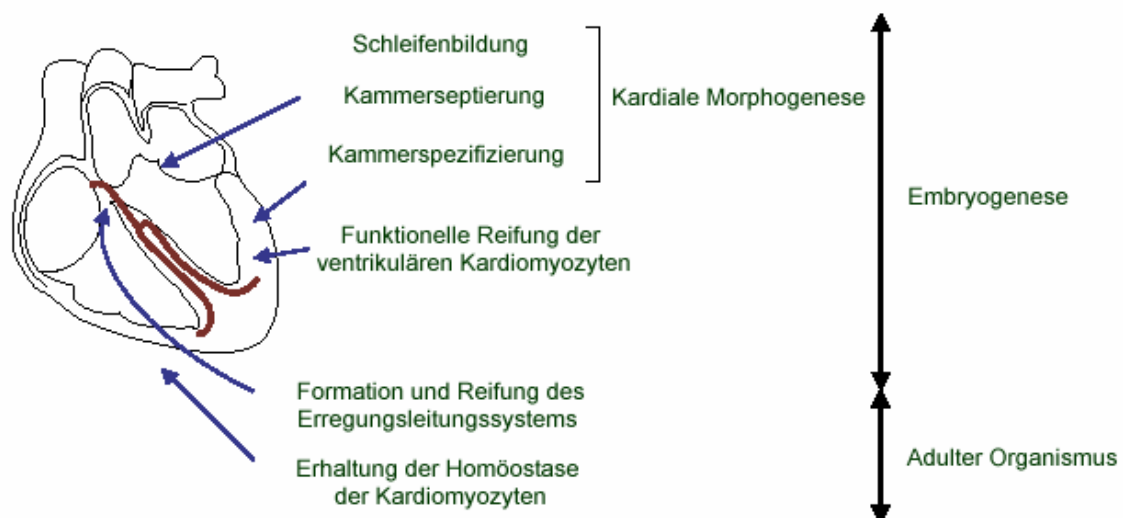 Schleifenbildung
Kammerseptierung
Kammerspezifizierung
Kardiale Morphogenese
Funktionelle Reifung der
ventrikulären Kardiomyozyten
Formation und Reifung des
Erregungsleitungssystems
Erhaltung der Homöostase
der Kardiomyozyten
Embryogenese
Adulter Organismus